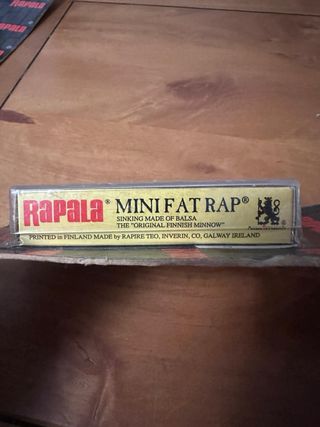 RAPALA
Rapala® MINI FAT RAP®
SINKING MADE OF BALSA
THE "ORIGINAL FINNISH MINNOW"
®
PRINTED in FINLAND MADE by RAPIRE TEO, INVERIN, CO, GALWAY IRELAND